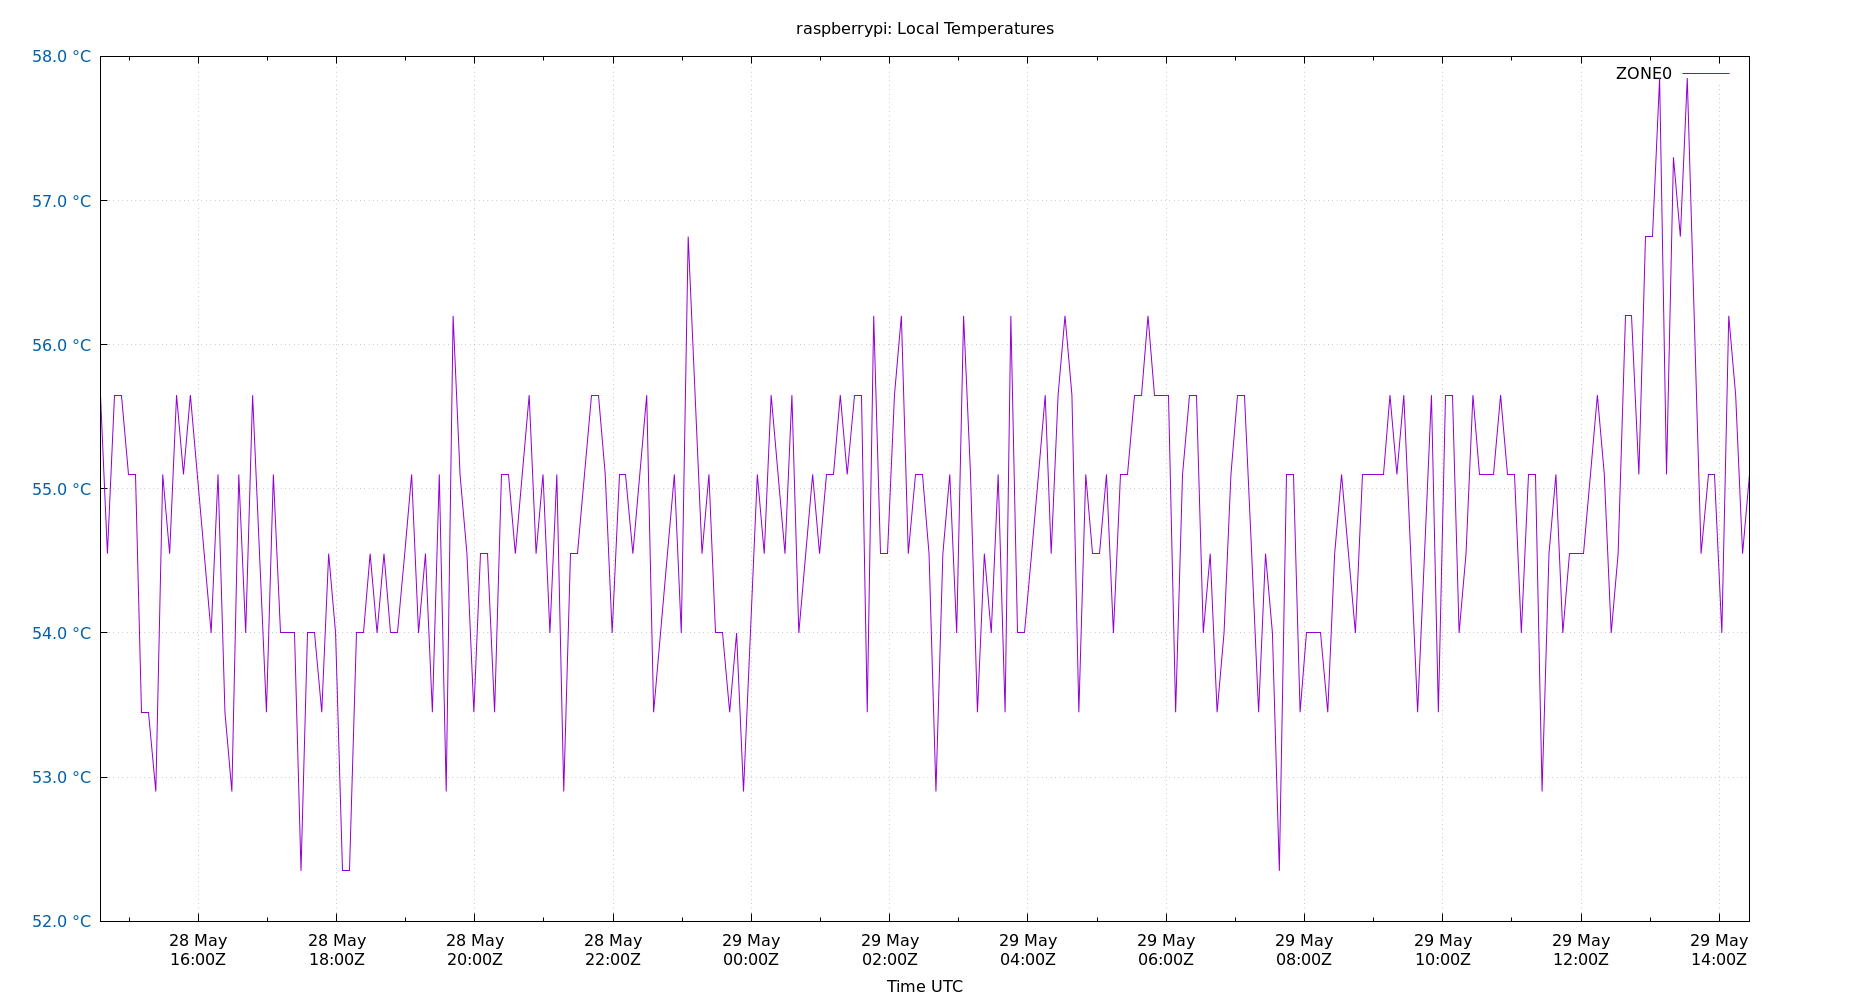 raspberrypi: Local Temperatures
58.0 °C
57.0 °C
56.0 °C
55.0 °C
54.0 °C
53.0 °C
52.0 °C
ZONE0
28 May 28 May 28 May 28 May 29 May 29 May 29 May 29 May 29 May 29 May 29 May 29 May
16:00Z 18:00Z 20:00Z 22:00Z 00:00Z 02:00Z 04:00Z 06:00Z 08:00Z 10:00Z 12:00Z 14:00Z
Time UTC